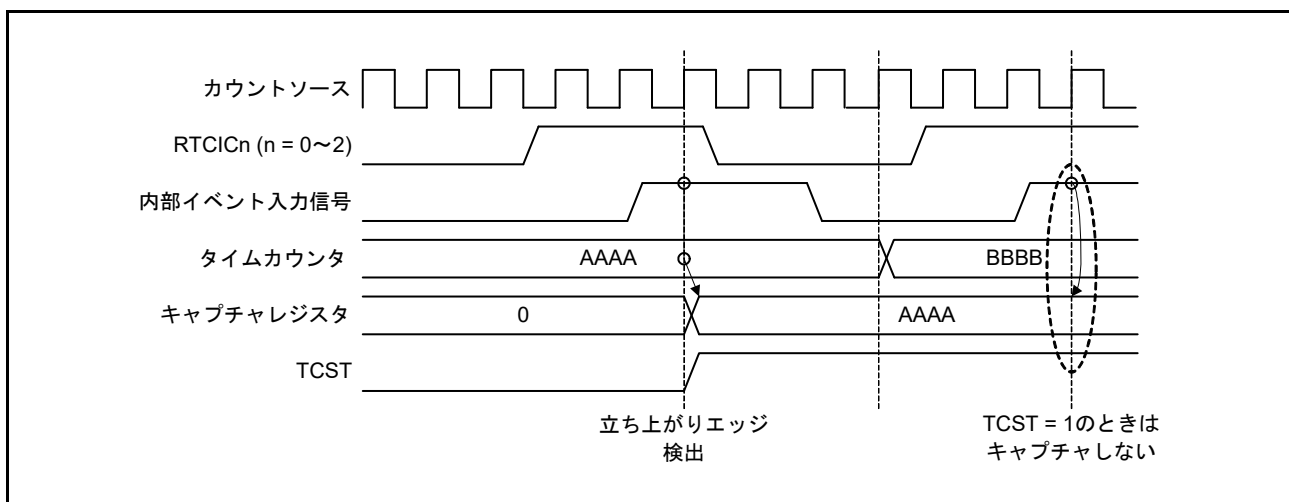 カウントソース
RTCICn (n = 0～2)
内部イベント入力信号
タイムカウンタ
AAAA
BBBB
キャプチャレジスタ
0
AAAA
TCST
立ち上がりエッジ
検出
TCST = 1のときは
キャプチャしない